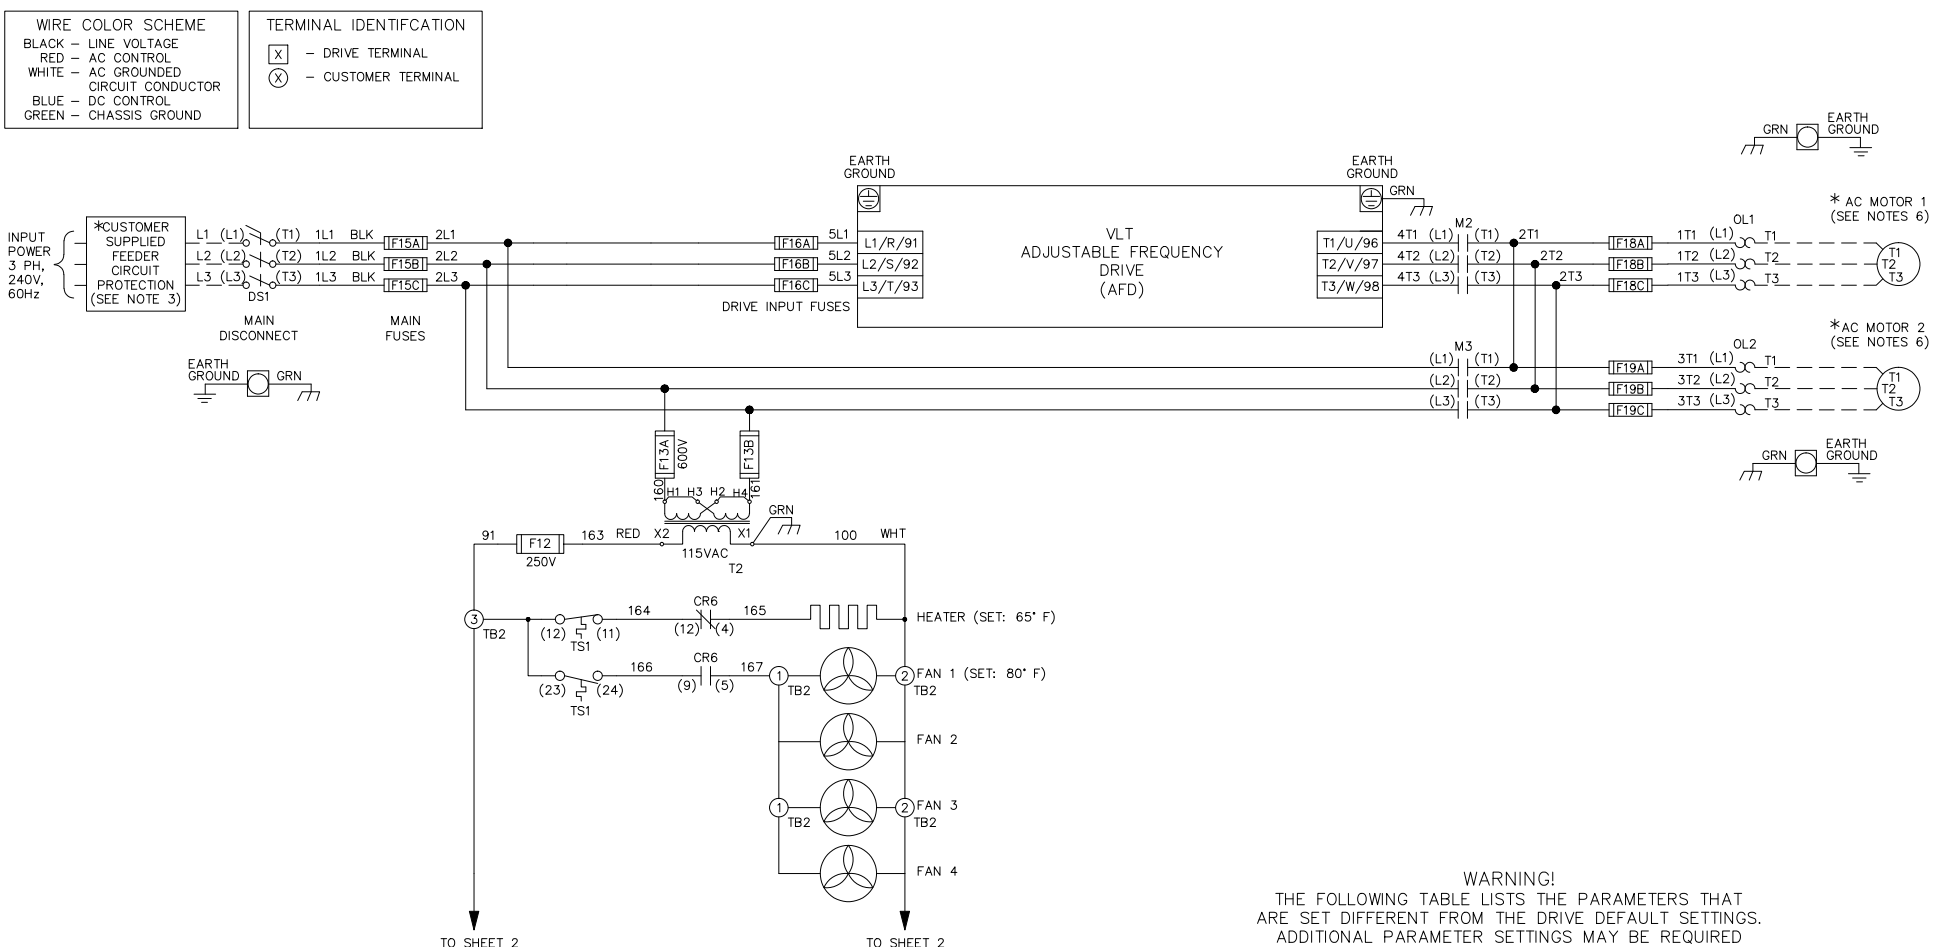 WIRE COLOR SCHEME
BLACK – LINE VOLTAGE
RED – AC CONTROL
WHITE – AC GROUNDED
CIRCUIT CONDUCTOR
BLUE – DC CONTROL
GREEN – CHASSIS GROUND
TERMINAL IDENTIFCATION
X – DRIVE TERMINAL
X – CUSTOMER TERMINAL
GRN
EARTH
GROUND
INPUT
POWER
3 PH,
240V,
60Hz
*CUSTOMER
SUPPLIED
FEEDER
CIRCUIT
PROTECTION
(SEE NOTE 3)
L1 (L1) (T1) 1L1 BLK F15A 2L1
L2 (L2) (T2) 1L2 BLK F15B 2L2
L3 (L3) (T3) 1L3 BLK F15C 2L3
DS1
MAIN
DISCONNECT
MAIN
FUSES
EARTH
GROUND
GRN
F16A 5L1 L1/R/91
F16B 5L2 L2/S/92
F16C 5L3 L3/T/93
DRIVE INPUT FUSES
EARTH
GROUND
VLT
ADJUSTABLE FREQUENCY
DRIVE
(AFD)
EARTH
GROUND
GRN
M2
T1/U/96 4T1 (L1) (T1) 2T1 F18A 1T1 (L1) T1
T2/V/97 4T2 (L2) (T2) 2T2 F18B 1T2 (L2) T2
T3/W/98 4T3 (L3) (T3) 2T3 F18C 1T3 (L3) T3
OL1
* AC MOTOR 1
(SEE NOTES 6)
T1
T2
T3
M3
(L1) (T1) F19A 3T1 (L1) T1
(L2) (T2) F19B 3T2 (L2) T2
(L3) (T3) F19C 3T3 (L3) T3
OL2
*AC MOTOR 2
(SEE NOTES 6)
T1
T2
T3
GRN
EARTH
GROUND
F13A
600V
F13B
160
161
H1 H3 H2 H4
GRN
91 F12 163 RED X2 X1 100 WHT
250V
115VAC
T2
3
TB2
(12) (11)
TS1
164
CR6
(12) (4)
165
HEATER (SET: 65° F)
(23) (24)
TS1
166
CR6
(9) (5)
167
1
TB2
2
TB2
FAN 1 (SET: 80° F)
FAN 2
1
TB2
2
TB2
FAN 3
FAN 4
TO SHEET 2
TO SHEET 2
WARNING!
THE FOLLOWING TABLE LISTS THE PARAMETERS THAT
ARE SET DIFFERENT FROM THE DRIVE DEFAULT SETTINGS.
ADDITIONAL PARAMETER SETTINGS MAY BE REQUIRED